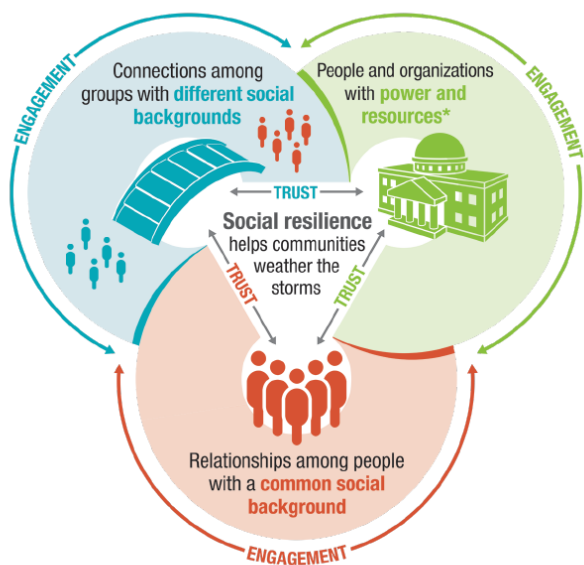 ENGAGEMENT
Connections among
groups with different social
backgrounds
People and organizations
with power and
resources*
ENGAGEMENT
TRUST
Social resilience
helps communities
weather the
storms
TRUST
TRUST
Relationships among people
with a common social
background
ENGAGEMENT